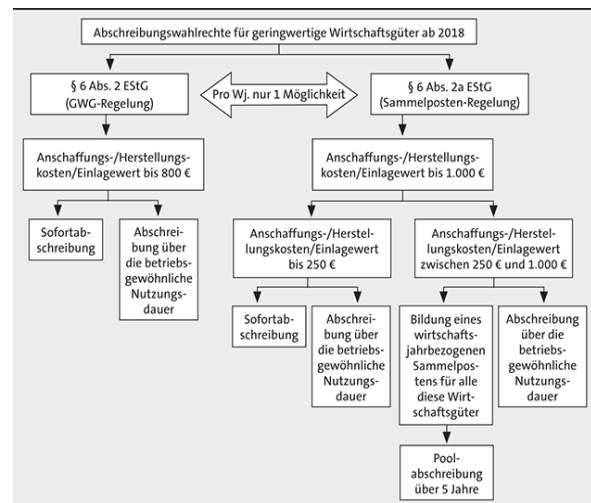 Abschreibungswahlrechte für geringwertige Wirtschaftsgüter ab 2018
§ 6 Abs. 2 EStG
(GWG-Regelung)
Pro Wj. nur 1 Möglichkeit
§ 6 Abs. 2a EStG
(Sammelposten-Regelung)
Anschaffungs-/Herstellungs-
kosten/Einlagewert bis 800 €
Anschaffungs-/Herstellungs-
kosten/Einlagewert bis 1.000 €
Sofortab-
schreibung
Abschrei-
bung über
die betriebs-
gewöhnliche
Nutzungs-
dauer
Anschaffungs-/Herstel-
lungskosten/Einlagewert
bis 250 €
Anschaffungs-/Herstel-
lungskosten/Einlagewert
zwischen 250 € und 1.000 €
Sofortab-
schreibung
Abschrei-
bung über
die betriebs-
gewöhnliche
Nutzungs-
dauer
Bildung eines
wirtschafts-
jahrbezogenen
Sammelpos-
tens für alle
diese Wirt-
schaftsgüter
Abschreibung
über die be-
triebsge-
wöhnliche
Nutzungs-
dauer
Pool-
abschreibung
über 5 Jahre